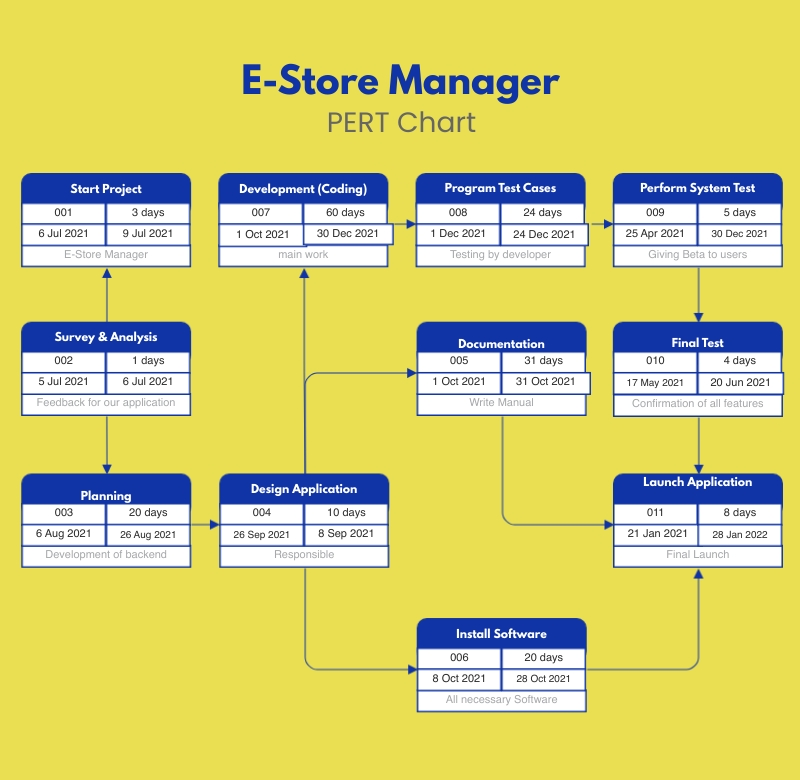 E-Store Manager
PERT Chart
Start Project
001 3 days
6 Jul 2021 9 Jul 2021
E-Store Manager
Development (Coding)
007 60 days
1 Oct 2021 30 Dec 2021
main work
Program Test Cases
008 24 days
1 Dec 2021 24 Dec 2021
Testing by developer
Perform System Test
009 5 days
25 Apr 2021 30 Dec 2021
Giving Beta to users
Survey & Analysis
002 1 days
5 Jul 2021 6 Jul 2021
Feedback for our application
Documentation
005 31 days
1 Oct 2021 31 Oct 2021
Write Manual
Final Test
010 4 days
17 May 2021 20 Jun 2021
Confirmation of all features
Planning
003 20 days
6 Aug 2021 26 Aug 2021
Development of backend
Design Application
004 10 days
26 Sep 2021 8 Sep 2021
Responsible
Launch Application
011 8 days
21 Jan 2021 28 Jan 2022
Final Launch
Install Software
006 20 days
8 Oct 2021 28 Oct 2021
All necessary Software